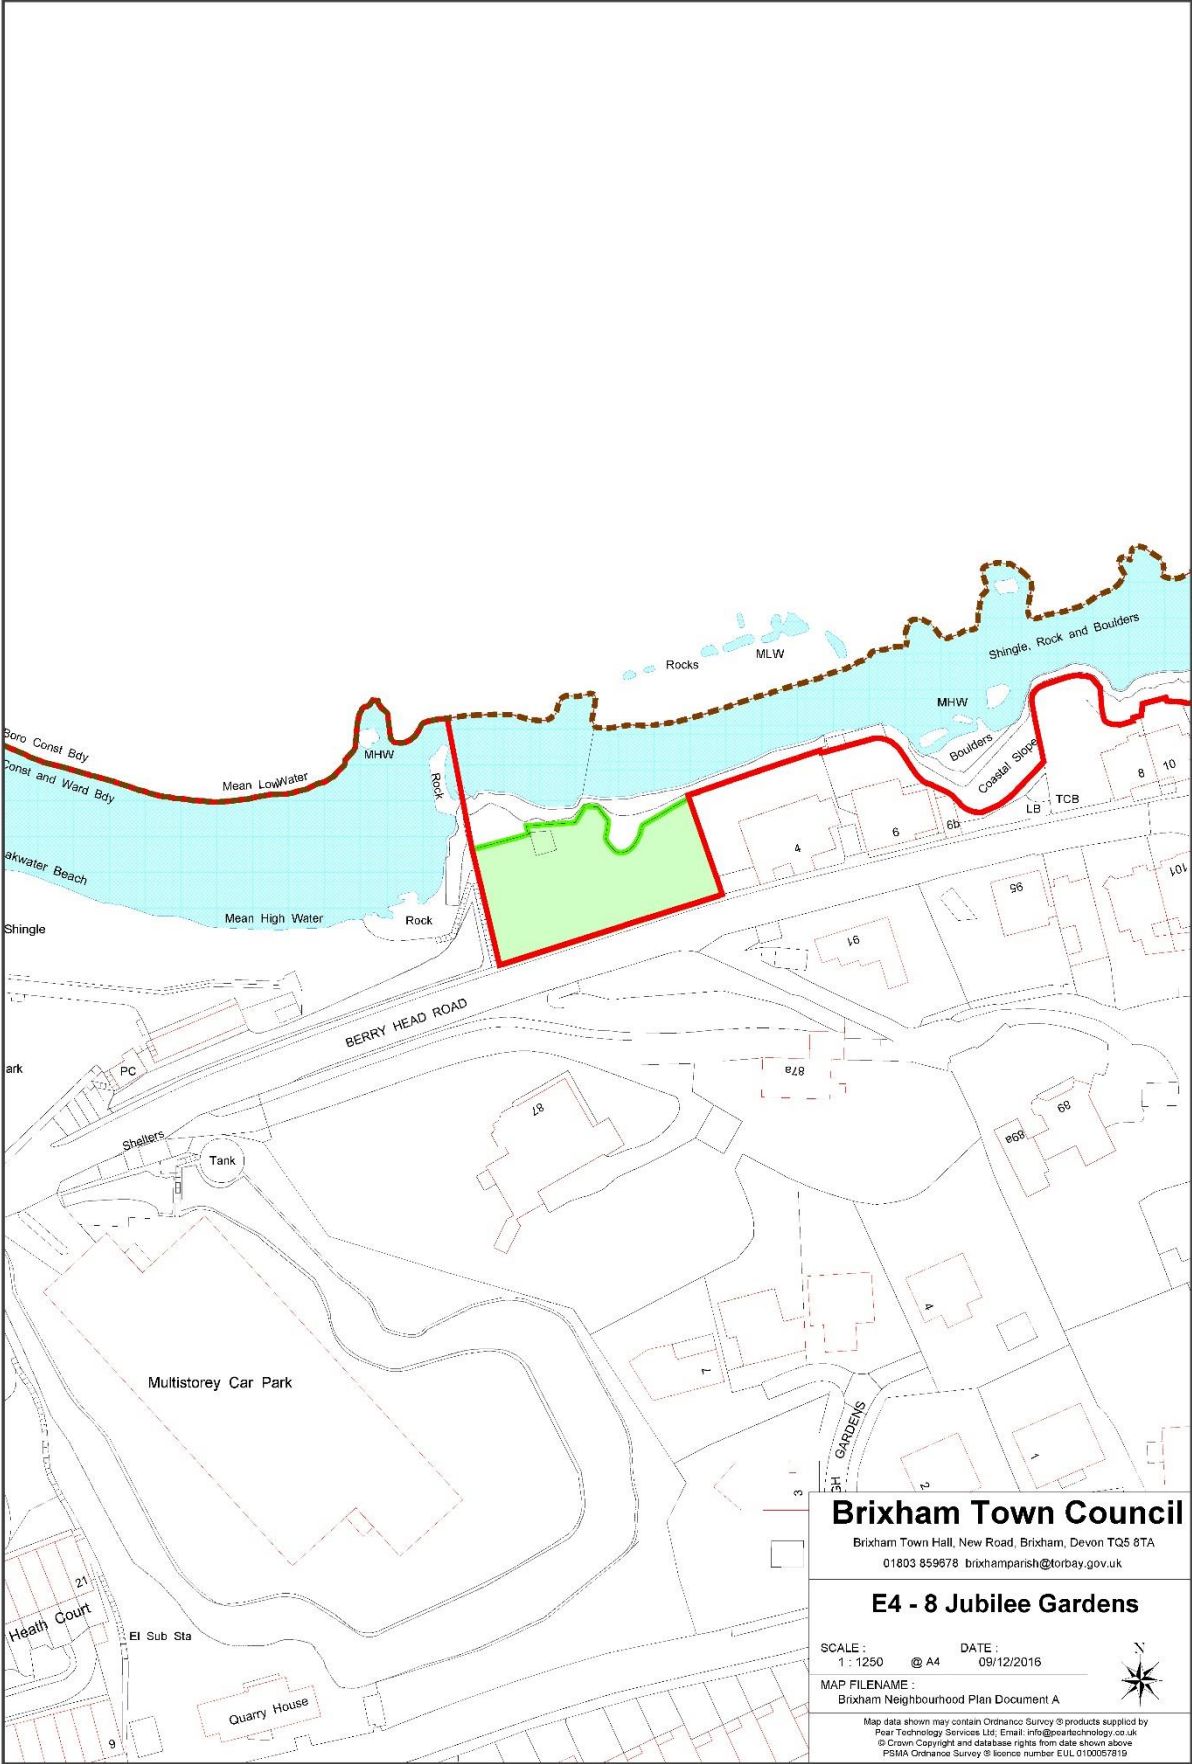 Rocks
MLW
Shingle, Rock and Boulders
MHW
Boro Const Bdy
Const and Ward Bdy
Mean Low Water
MHW
Rock
Boulders
Coastal Slope
8
10
TCB
LB
6b
6
4
akwater Beach
Mean High Water
Rock
Shingle
95
101
91
BERRY HEAD ROAD
ark
PC
87a
87
89
89a
Shelters
Tank
4
7
Multistorey Car Park
GARDENS
1
2
3
GH
21
Heath Court
El Sub Sta
Quarry House
9
Brixham Town Council
Brixham Town Hall, New Road, Brixham, Devon TQ5 8TA
01803 859678 brixhamparish@torbay.gov.uk
E4 - 8 Jubilee Gardens
SCALE : DATE :
1 : 1250 @ A4 09/12/2016
N
MAP FILENAME :
Brixham Neighbourhood Plan Document A
Map data shown may contain Ordnance Survey ® products supplied by
Pear Technology Services Ltd; Email: info@peartechnology.co.uk
© Crown Copyright and database rights from date shown above
PSMA Ordnance Survey ® licence number EUL 0100057819